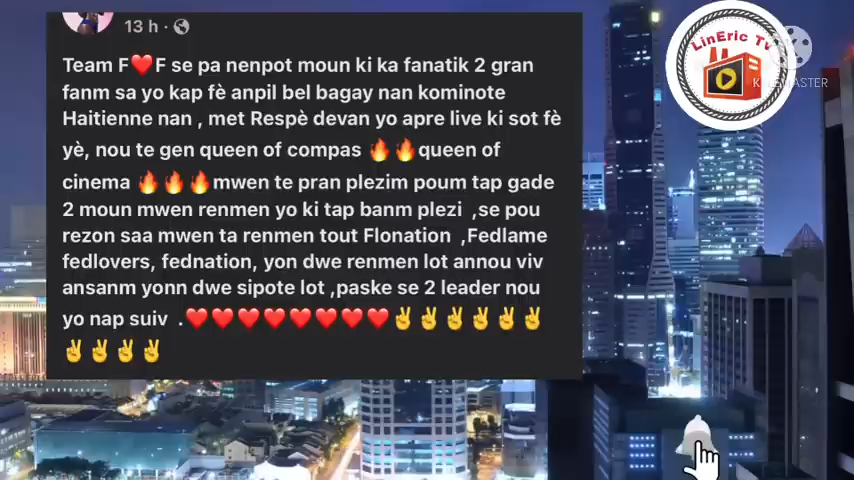 13 h ·
Team F❤️F se pa nenpot moun ki ka fanatik 2 gran
fanm sa yo kap fè anpil bel bagay nan kominote
Haitienne nan , met Respè devan yo apre live ki sot fè
yè, nou te gen queen of compas 🔥🔥queen of
cinema 🔥🔥🔥mwen te pran plezim poum tap gade
2 moun mwen renmen yo ki tap banm plezi ,se pou
rezon saa mwen ta renmen tout Flonation ,Fedlame
fedlovers, fednation, yon dwe renmen lot annou viv
ansanm yonn dwe sipote lot ,paske se 2 leader nou
yo nap suiv .❤️❤️❤️❤️❤️❤️❤️❤️✌️✌️✌️✌️✌️✌️
✌️✌️✌️✌️
LinEric Tv
KINEMASTER